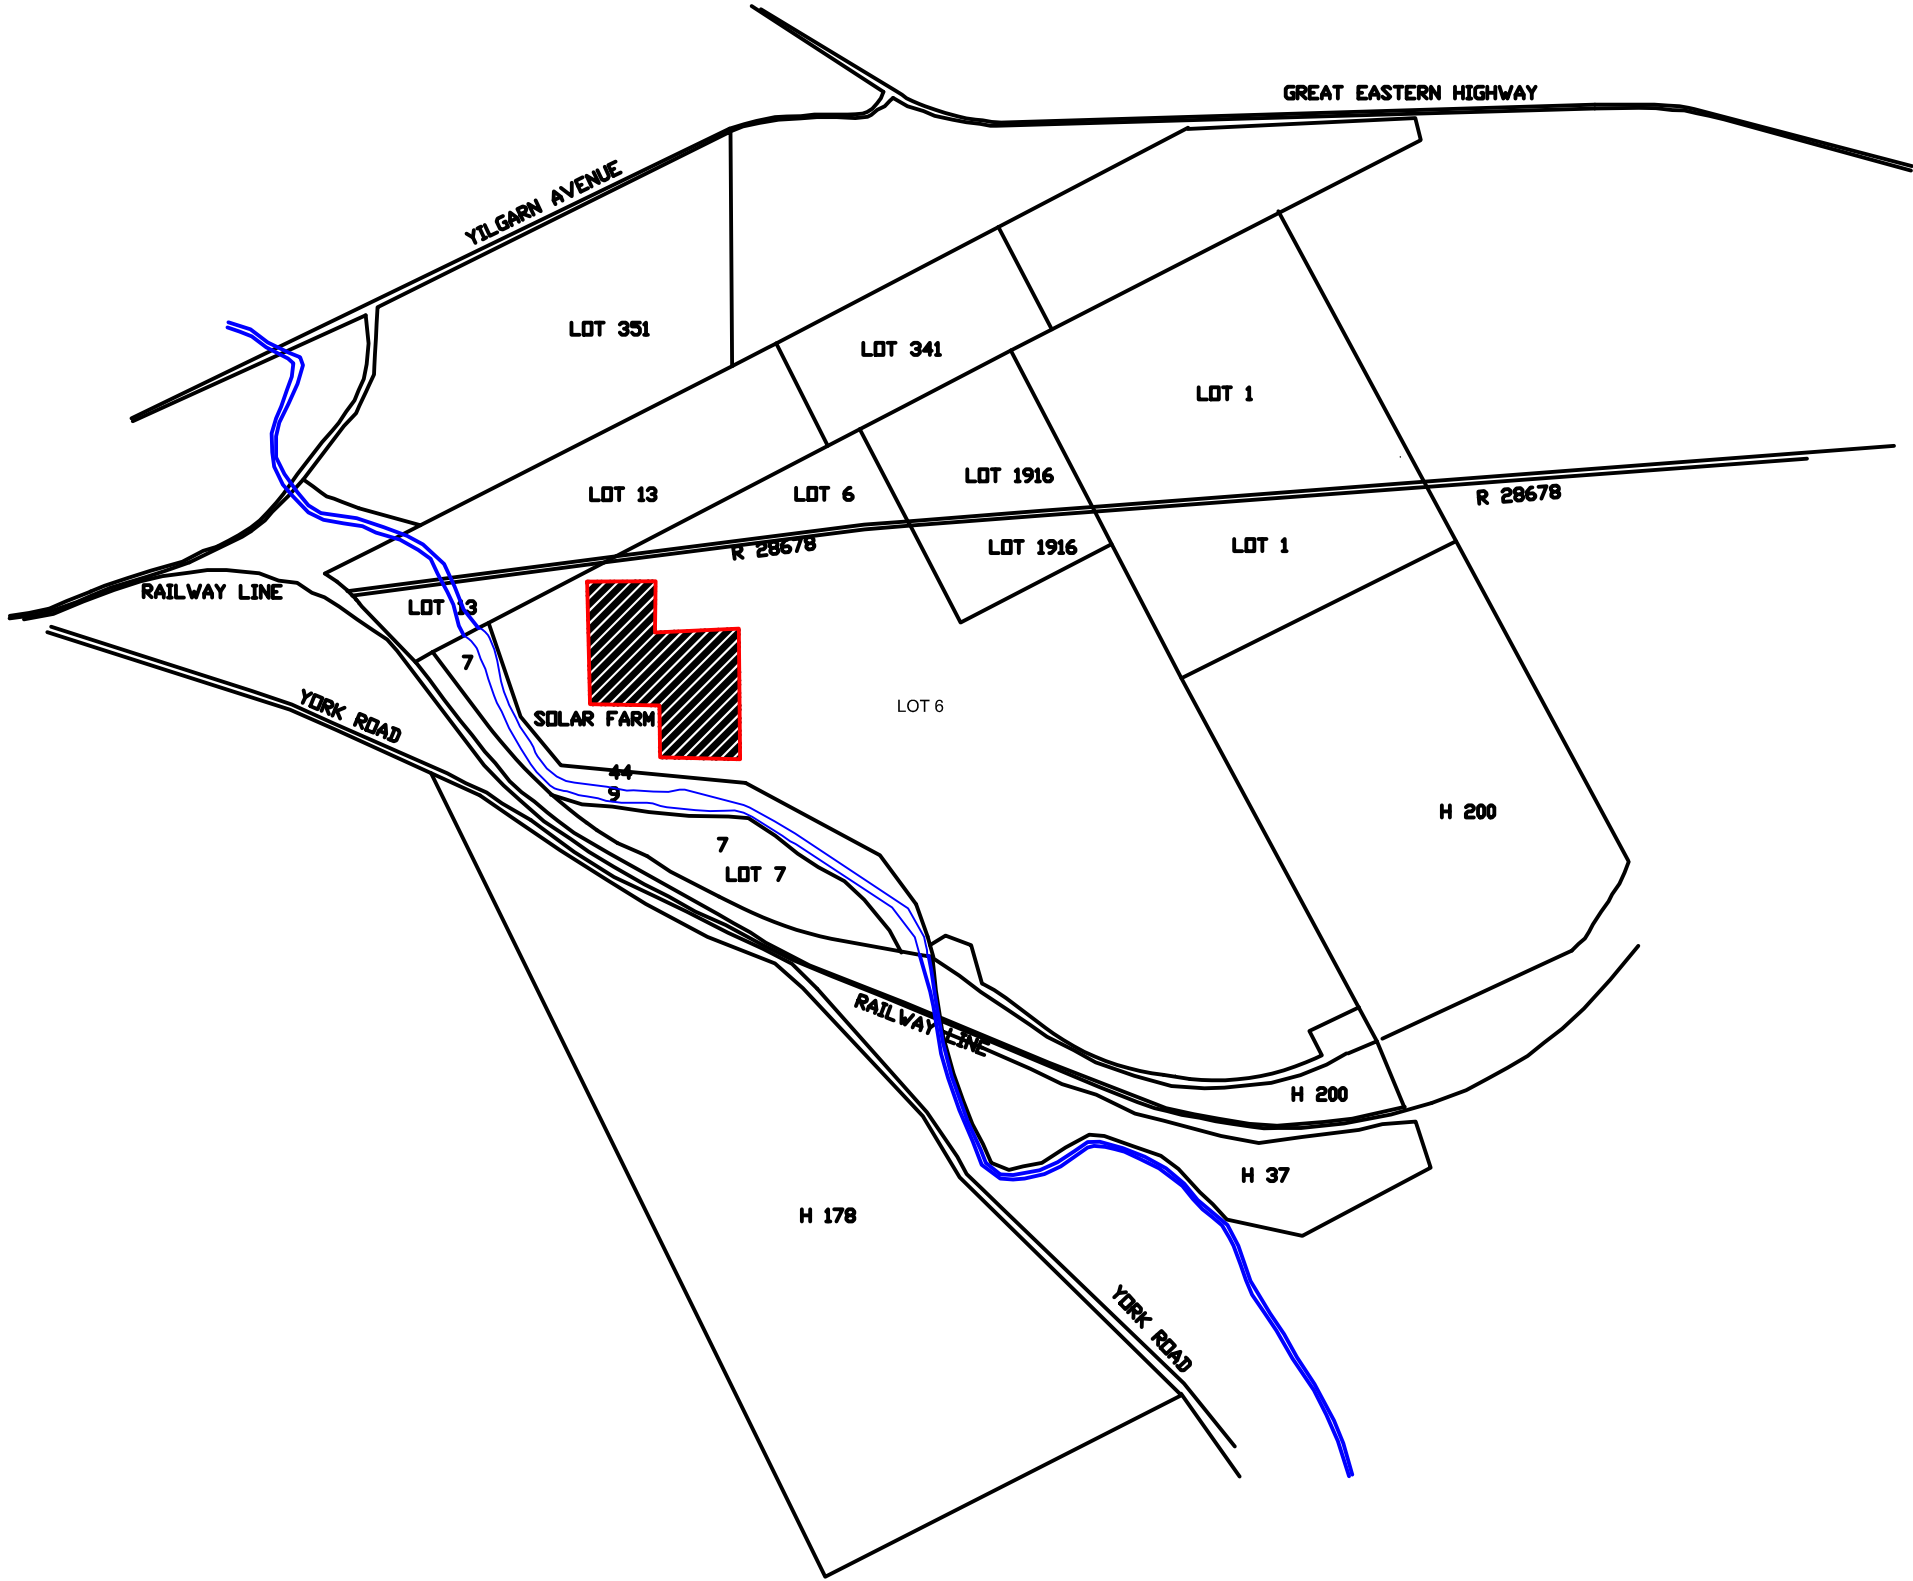 GREAT EASTERN HIGHWAY
YILGARN AVENUE
LOT 351
LOT 341
LOT 1
LOT 1916
LOT 13
LOT 6
R 28678
R 28678
LOT 1916
LOT 1
RAILWAY LINE
LOT 13
7
YORK ROAD
SOLAR FARM
LOT 6
44
9
H 200
7
LOT 7
RAILWAY LINE
H 200
H 37
H 178
YORK ROAD